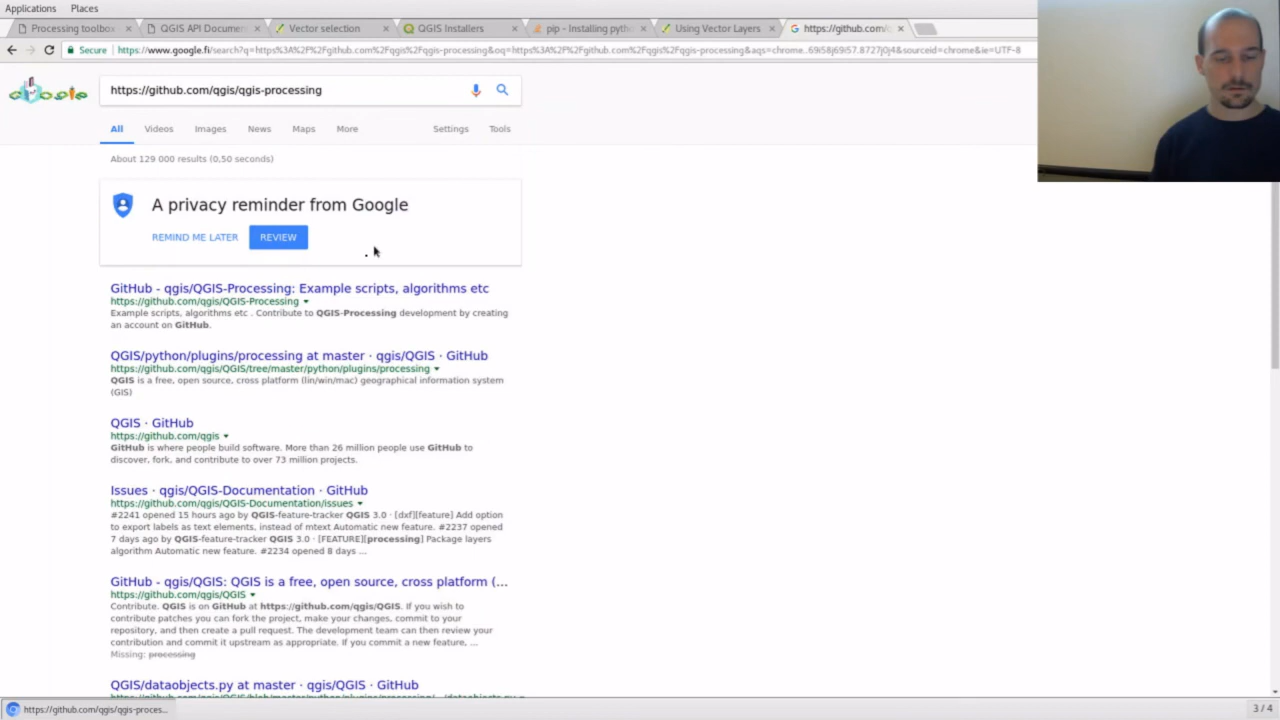 Applications Places
Processing toolbox
QGIS API Documen
Vector selection
QGIS Installers
pip - Installing pytho
Using Vector Layers
https://github.com/q
Secure https://www.google.fi/search?q=https%3A%2F%2Fgithub.com%2Fqgis%2Fqgis-processing&oq=https%3A%2F%2Fgithub.com%2Fqgis%2Fqgis-processing&aqs=chrome..69i58j69i57.8727j0j4&sourceid=chrome&ie=UTF-8
https://github.com/qgis/qgis-processing
All Videos Images News Maps More Settings Tools
About 129 000 results (0,50 seconds)
A privacy reminder from Google
REMIND ME LATER REVIEW
GitHub - qgis/QGIS-Processing: Example scripts, algorithms etc
https://github.com/qgis/QGIS-Processing
Example scripts, algorithms etc . Contribute to QGIS-Processing development by creating
an account on GitHub.
QGIS/python/plugins/processing at master · qgis/QGIS · GitHub
https://github.com/qgis/QGIS/tree/master/python/plugins/processing
QGIS is a free, open source, cross platform (lin/win/mac) geographical information system
(GIS)
QGIS · GitHub
https://github.com/qgis
GitHub is where people build software. More than 26 million people use GitHub to
discover, fork, and contribute to over 73 million projects.
Issues · qgis/QGIS-Documentation · GitHub
https://github.com/qgis/QGIS-Documentation/issues
#2241 opened 15 hours ago by QGIS-feature-tracker QGIS 3.0 · [dxf][feature] Add option
to export labels as text elements, instead of mtext Automatic new feature. #2237 opened
7 days ago by QGIS-feature-tracker QGIS 3.0 · [FEATURE][processing] Package layers
algorithm Automatic new feature. #2234 opened 8 days ...
GitHub - qgis/QGIS: QGIS is a free, open source, cross platform (...
https://github.com/qgis/QGIS
Contribute. QGIS is on GitHub at https://github.com/qgis/QGIS. If you wish to
contribute patches you can fork the project, make your changes, commit to your
repository, and then create a pull request. The development team can then review your
contribution and commit it upstream as appropriate. If you commit a new feature, ...
Missing: processing
QGIS/dataobjects.py at master · qgis/QGIS · GitHub
https://github.com/qgis/qgis-proces...
3 / 4